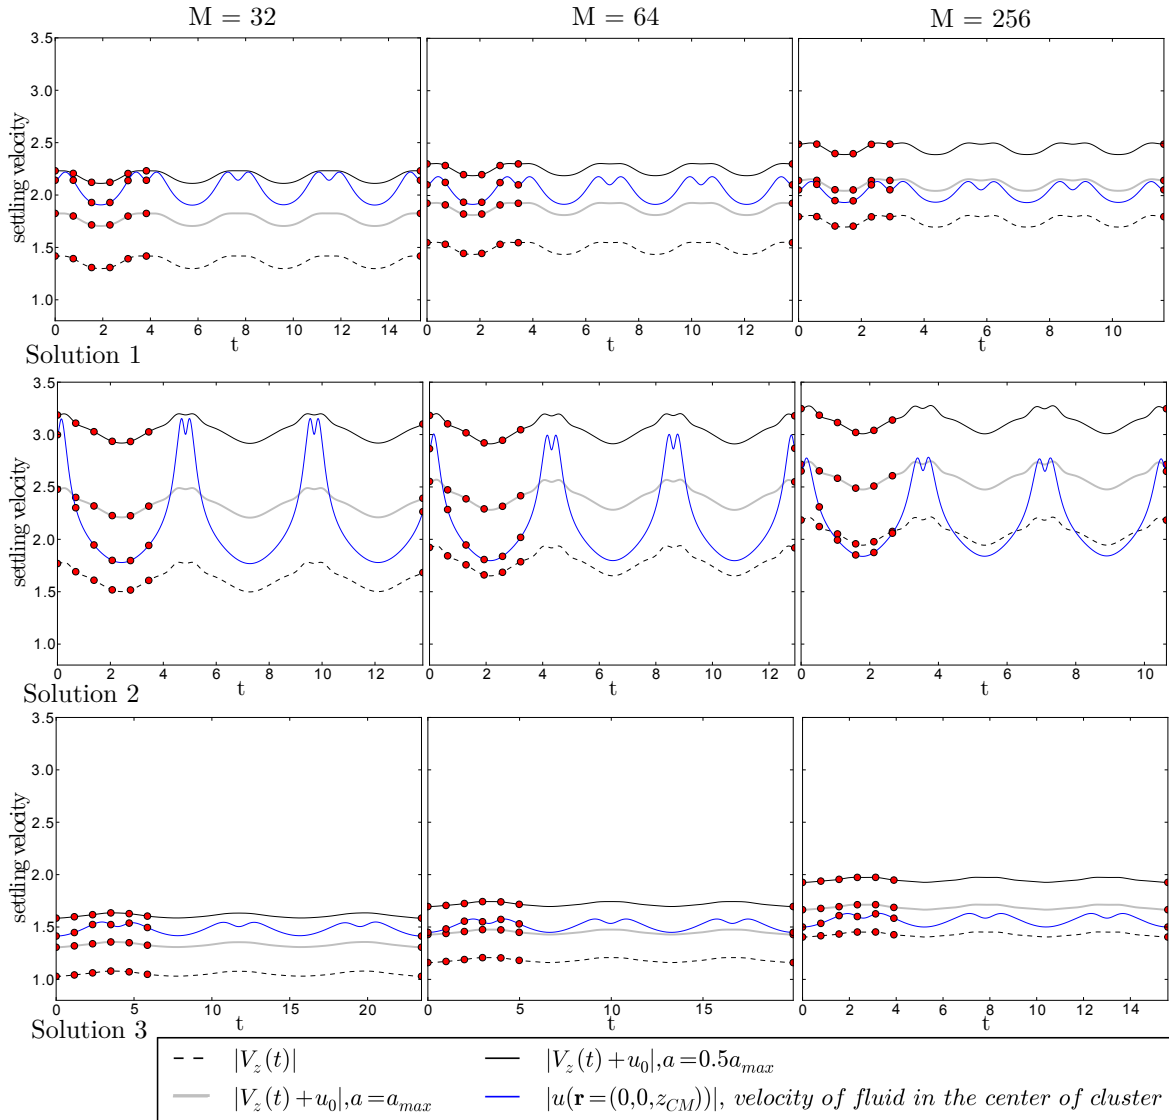 M = 32 M = 64 M = 256
3.5
3.0
2.5
2.0
1.5
1.0
settling velocity
0 2 4 6 8 10 12 14
0 2 4 6 8 10 12
0 2 4 6 8 10
t t t
Solution 1
3.5
3.0
2.5
2.0
1.5
1.0
settling velocity
0 2 4 6 8 10 12
0 2 4 6 8 10 12
0 2 4 6 8 10
t t t
Solution 2
3.5
3.0
2.5
2.0
1.5
1.0
settling velocity
0 5 10 15 20
0 5 10 15
0 2 4 6 8 10 12 14
t t t
Solution 3
|V_z(t)|
|V_z(t)+u_0|,a=0.5a_{max}
|V_z(t)+u_0|,a=a_{max}
|u(r=(0,0,z_{CM}))|, velocity of fluid in the center of cluster